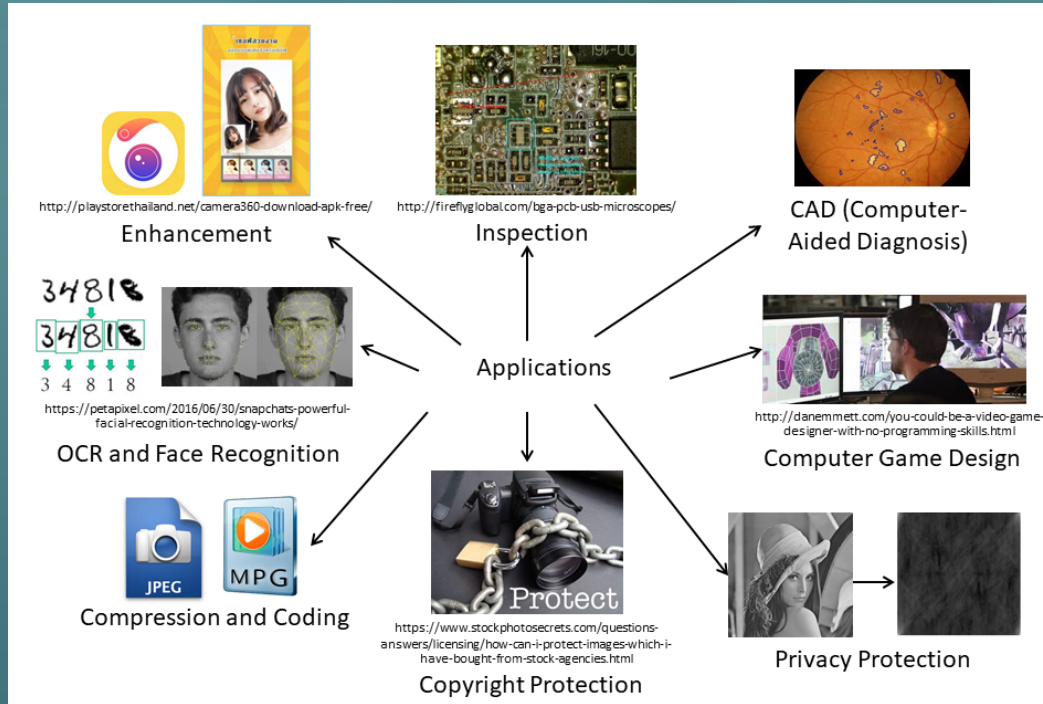 http://playstorethailand.net/camera360-download-apk-free/
Enhancement
http://fireflyglobal.com/bga-pcb-usb-microscopes/
Inspection
CAD (Computer-
Aided Diagnosis)
34818
34818
3 4 8 1 8
https://petapixel.com/2016/06/30/snapchats-powerful-
facial-recognition-technology-works/
OCR and Face Recognition
Applications
http://danemmett.com/you-could-be-a-video-game-
designer-with-no-programming-skills.html
Computer Game Design
JPEG
MPG
Compression and Coding
Protect
https://www.stockphotosecrets.com/questions-
answers/licensing/how-can-i-protect-images-which-i-
have-bought-from-stock-agencies.html
Copyright Protection
Privacy Protection